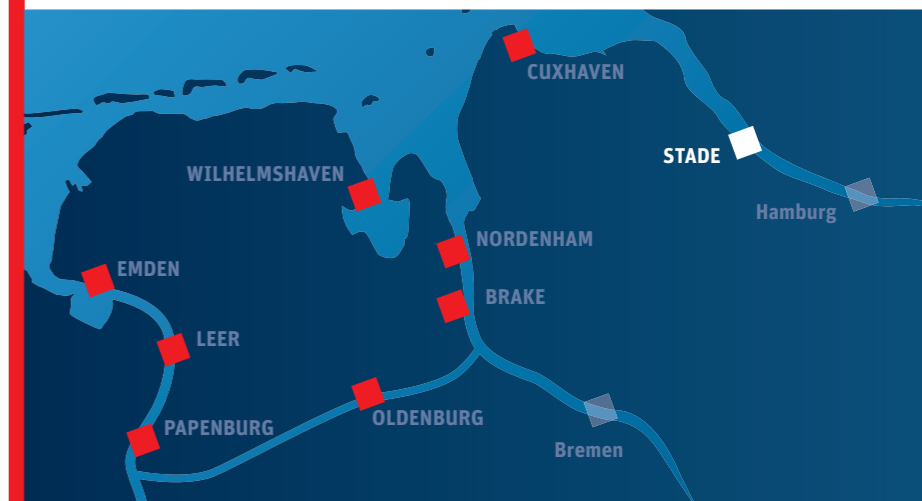 CUXHAVEN
STADE
WILHELMSHAVEN
Hamburg
NORDENHAM
EMDEN
BRAKE
LEER
OLDENBURG
PAPENBURG
Bremen